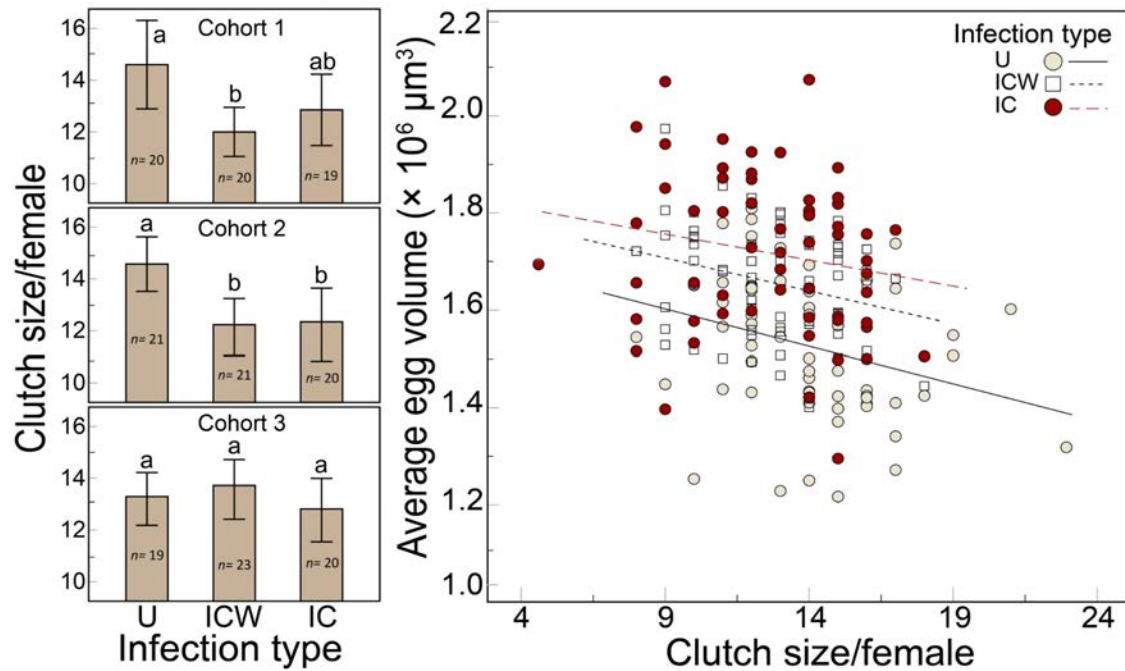 Clutch size/female
Cohort 1
16
14
12
10
a
b
ab
n= 20
n= 20
n= 19
Cohort 2
16
14
12
10
a
b
b
n= 21
n= 21
n= 20
Cohort 3
16
14
12
10
a
a
a
n= 19
n= 23
n= 20
U ICW IC
Infection type
Average egg volume (× 10⁶ µm³)
2.2
2.0
1.8
1.6
1.4
1.2
1.0
Infection type
U
ICW
IC
4 9 14 19 24
Clutch size/female